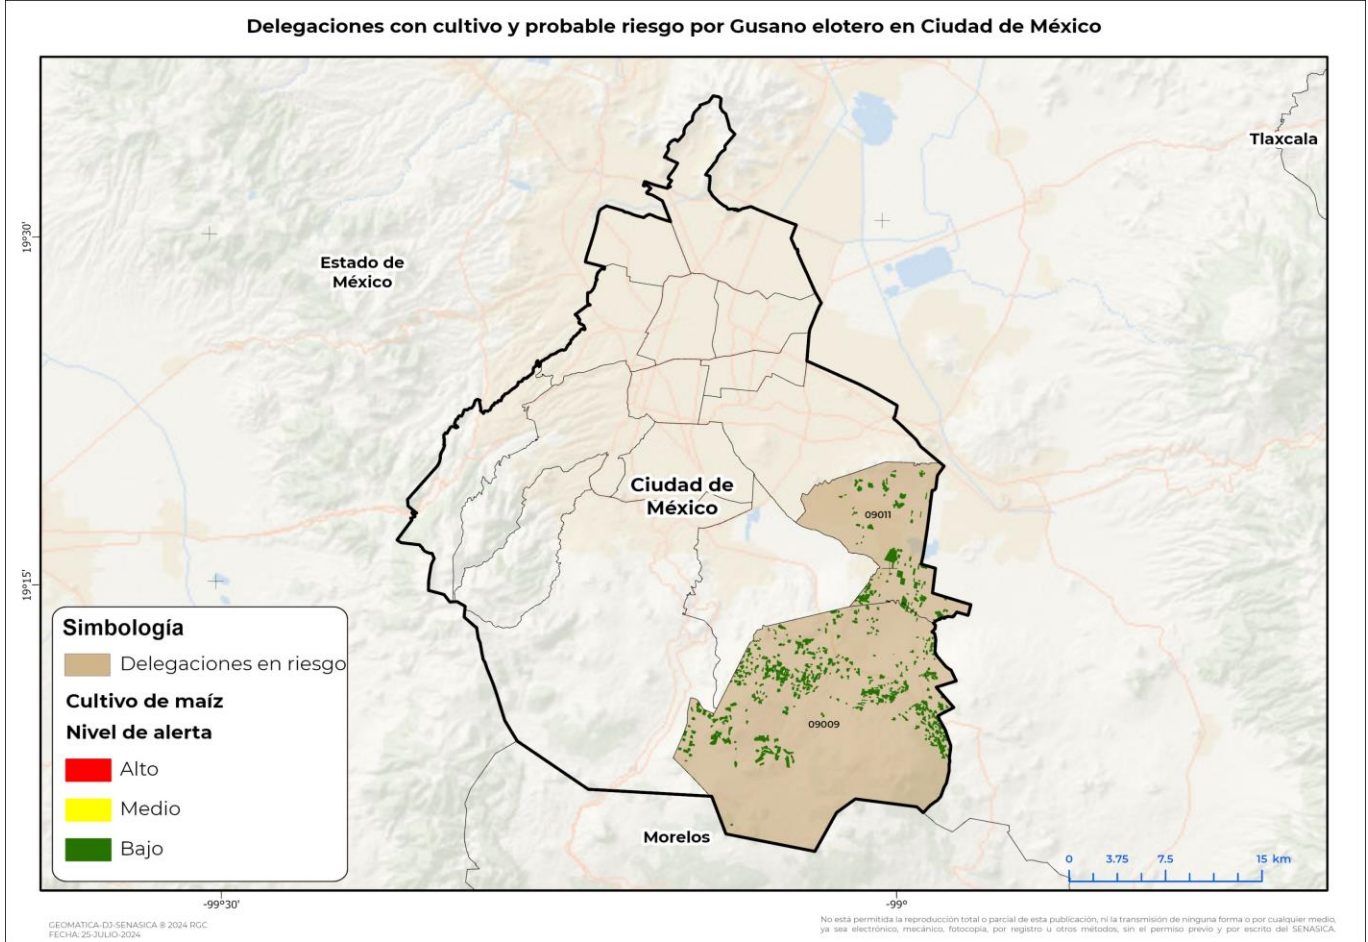 Delegaciones con cultivo y probable riesgo por Gusano elotero en Ciudad de México
Tlaxcala
19°30'
Estado de
México
Ciudad de
México
09011
19°15'
09009
Morelos
Simbología
Delegaciones en riesgo
Cultivo de maíz
Nivel de alerta
Alto
Medio
Bajo
0 3.75 7.5 15 km
-99°30'
-99°
GEOMATICA-DJ-SENASICA ® 2024 RGC
FECHA: 25-JULIO-2024
No está permitida la reproducción total o parcial de esta publicación, ni la transmisión de ninguna forma o por cualquier medio,
ya sea electrónico, mecánico, fotocopia, por registro u otros métodos, sin el permiso previo y por escrito del SENASICA.